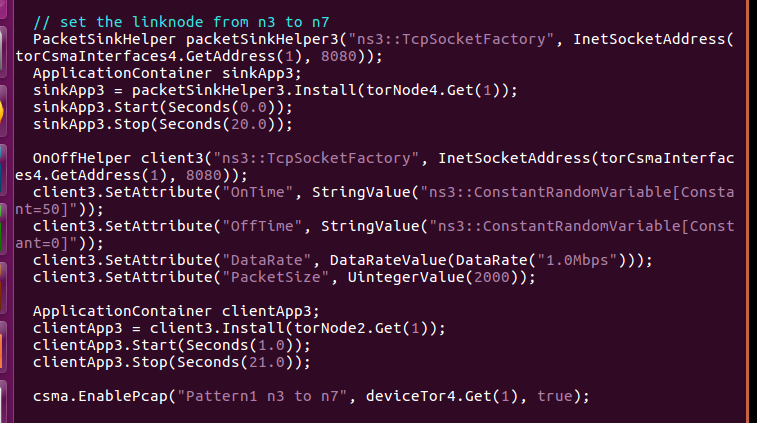 // set the linknode from n3 to n7
PacketSinkHelper packetSinkHelper3("ns3::TcpSocketFactory", InetSocketAddress(
torCsmaInterfaces4.GetAddress(1), 8080));
ApplicationContainer sinkApp3;
sinkApp3 = packetSinkHelper3.Install(torNode4.Get(1));
sinkApp3.Start(Seconds(0.0));
sinkApp3.Stop(Seconds(20.0));
OnOffHelper client3("ns3::TcpSocketFactory", InetSocketAddress(torCsmaInterfac
es4.GetAddress(1), 8080));
client3.SetAttribute("OnTime", StringValue("ns3::ConstantRandomVariable[Consta
nt=50]"));
client3.SetAttribute("OffTime", StringValue("ns3::ConstantRandomVariable[Const
ant=0]"));
client3.SetAttribute("DataRate", DataRateValue(DataRate("1.0Mbps")));
client3.SetAttribute("PacketSize", UintegerValue(2000));
ApplicationContainer clientApp3;
clientApp3 = client3.Install(torNode2.Get(1));
clientApp3.Start(Seconds(1.0));
clientApp3.Stop(Seconds(21.0));
csma.EnablePcap("Pattern1 n3 to n7", deviceTor4.Get(1), true);